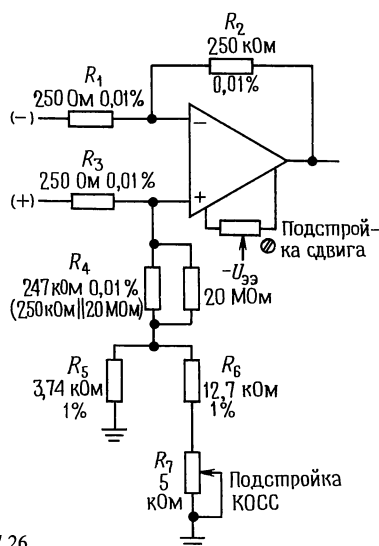 R2
250 кОм
0,01%
R1
250 Ом 0,01%
(−)
R3
250 Ом 0,01%
(+)
−
+
Подстрой-
ка сдвига
−Uээ
R4
247 кОм 0,01%
(250 кОм||20 МОм)
20 МОм
R5
3,74 кОм
1%
R6
12,7 кОм
1%
R7
5
кОм
Подстройка
КОСС